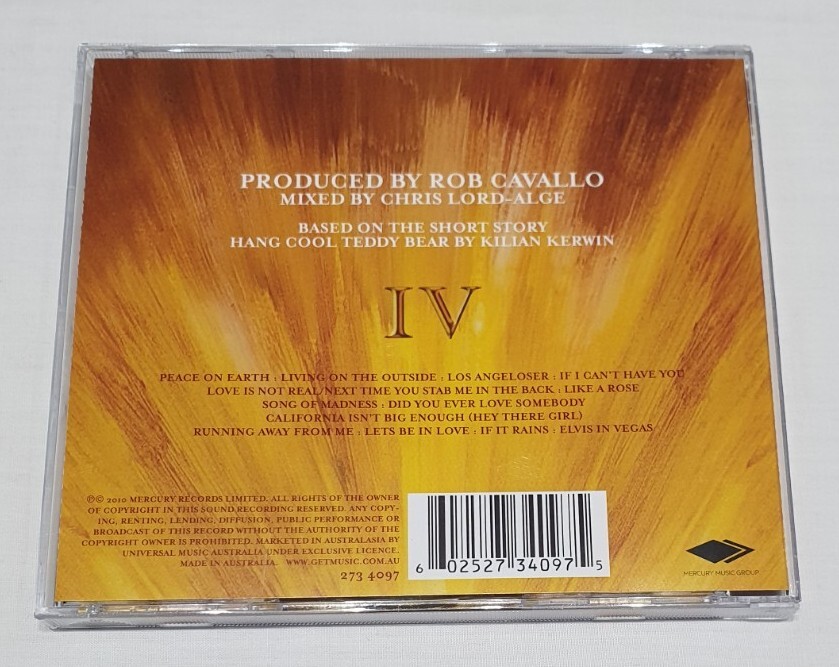 PRODUCED BY ROB CAVALLO
MIXED BY CHRIS LORD-ALGE
BASED ON THE SHORT STORY
HANG COOL TEDDY BEAR BY KILIAN KERWIN
IV
PEACE ON EARTH : LIVING ON THE OUTSIDE : LOS ANGELOSER : IF I CAN'T HAVE YOU
LOVE IS NOT REAL/NEXT TIME YOU STAB ME IN THE BACK : LIKE A ROSE
SONG OF MADNESS : DID YOU EVER LOVE SOMEBODY
CALIFORNIA ISN'T BIG ENOUGH (HEY THERE GIRL)
RUNNING AWAY FROM ME : LETS BE IN LOVE : IF IT RAINS : ELVIS IN VEGAS
℗© 2010 MERCURY RECORDS LIMITED. ALL RIGHTS OF THE OWNER
OF COPYRIGHT IN THIS SOUND RECORDING RESERVED. ANY COPY-
ING, RENTING, LENDING, DIFFUSION, PUBLIC PERFORMANCE OR
BROADCAST OF THIS RECORD WITHOUT THE AUTHORITY OF THE
COPYRIGHT OWNER IS PROHIBITED. MARKETED IN AUSTRALASIA BY
UNIVERSAL MUSIC AUSTRALIA UNDER EXCLUSIVE LICENCE.
MADE IN AUSTRALIA. WWW.GETMUSIC.COM.AU
273 4097
6 02527 34097 5
MERCURY MUSIC GROUP